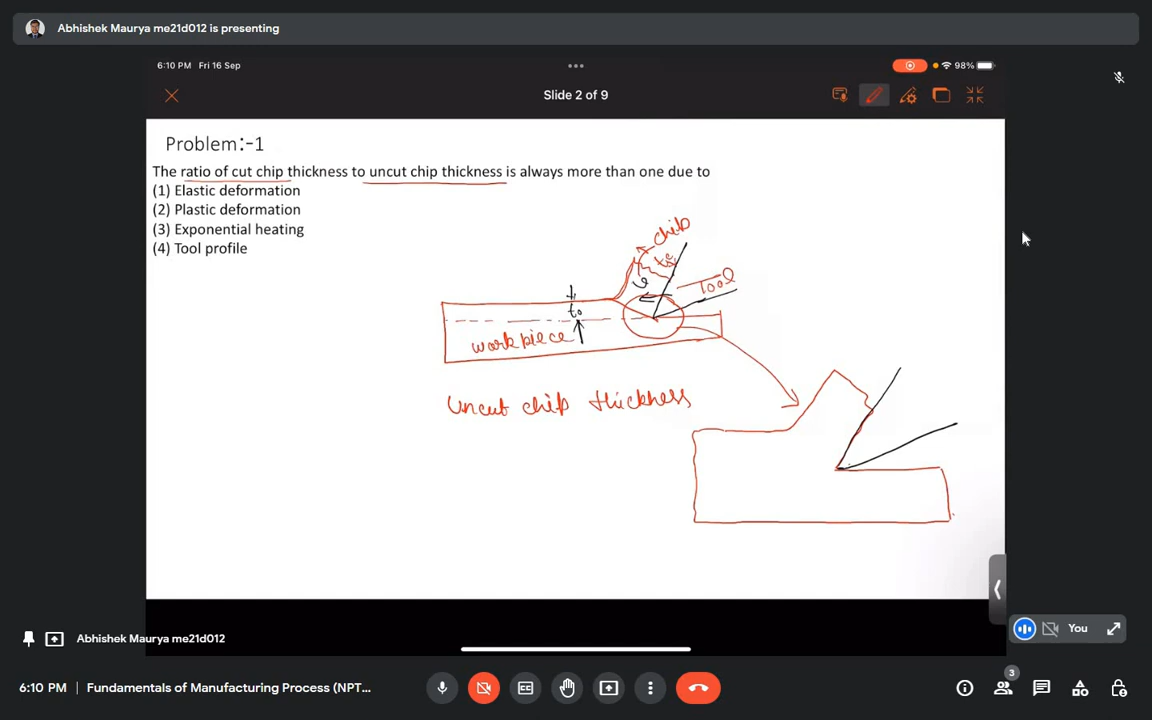 Abhishek Maurya me21d012 is presenting
6:10 PM Fri 16 Sep
98%
Slide 2 of 9
Problem:-1
The ratio of cut chip thickness to uncut chip thickness is always more than one due to
(1) Elastic deformation
(2) Plastic deformation
(3) Exponential heating
(4) Tool profile
chip
tc
Tool
to
workpiece
Uncut chip thickness
Abhishek Maurya me21d012
You
3
6:10 PM | Fundamentals of Manufacturing Process (NPT...